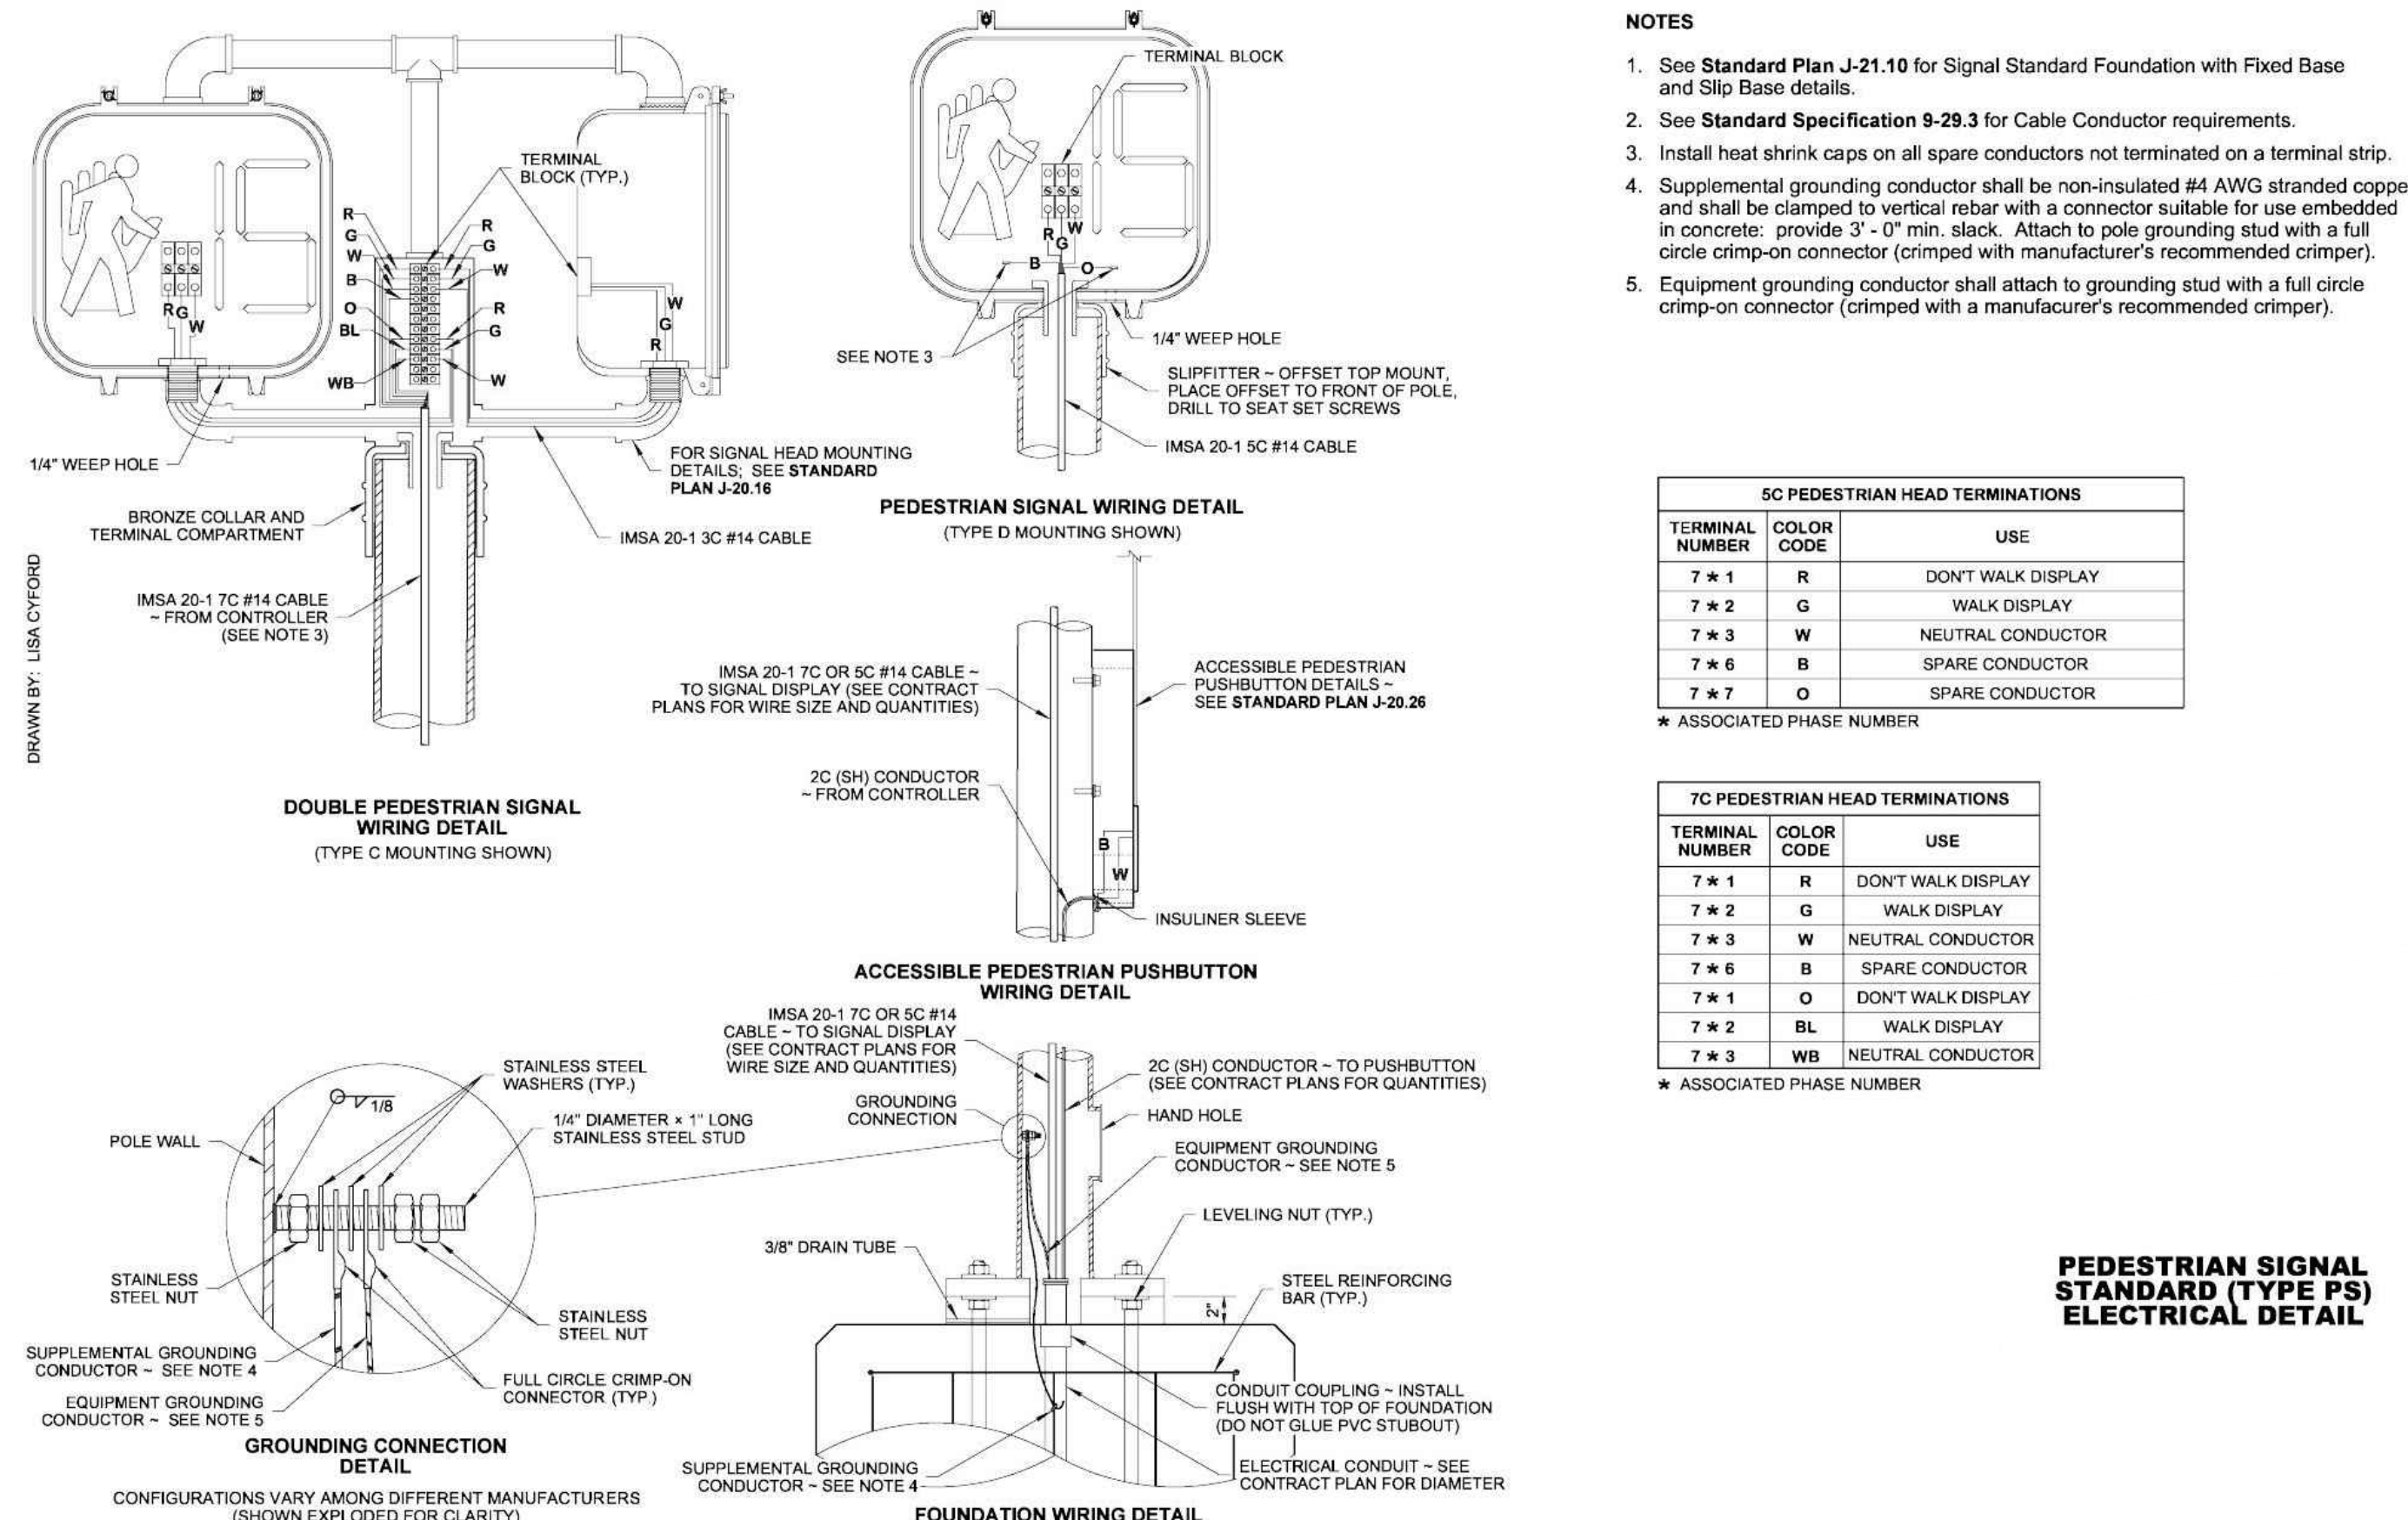 TERMINAL
BLOCK (TYP.)
R
G
W
B
O
BL
WB
R
G
W
R
G
W
R
G
W
W
G
R
1/4" WEEP HOLE
FOR SIGNAL HEAD MOUNTING
DETAILS; SEE STANDARD
PLAN J-20.16
BRONZE COLLAR AND
TERMINAL COMPARTMENT
IMSA 20-1 3C #14 CABLE
IMSA 20-1 7C #14 CABLE
~ FROM CONTROLLER
(SEE NOTE 3)
DRAWN BY: LISA CYFORD
DOUBLE PEDESTRIAN SIGNAL
WIRING DETAIL
(TYPE C MOUNTING SHOWN)
TERMINAL BLOCK
R
G
W
B
O
SEE NOTE 3
1/4" WEEP HOLE
SLIPFITTER ~ OFFSET TOP MOUNT,
PLACE OFFSET TO FRONT OF POLE,
DRILL TO SEAT SET SCREWS
IMSA 20-1 5C #14 CABLE
PEDESTRIAN SIGNAL WIRING DETAIL
(TYPE D MOUNTING SHOWN)
IMSA 20-1 7C OR 5C #14 CABLE ~
TO SIGNAL DISPLAY (SEE CONTRACT
PLANS FOR WIRE SIZE AND QUANTITIES)
ACCESSIBLE PEDESTRIAN
PUSHBUTTON DETAILS ~
SEE STANDARD PLAN J-20.26
2C (SH) CONDUCTOR
~ FROM CONTROLLER
B
W
INSULINER SLEEVE
ACCESSIBLE PEDESTRIAN PUSHBUTTON
WIRING DETAIL
STAINLESS STEEL
WASHERS (TYP.)
1/8
1/4" DIAMETER × 1" LONG
STAINLESS STEEL STUD
POLE WALL
STAINLESS
STEEL NUT
STAINLESS
STEEL NUT
SUPPLEMENTAL GROUNDING
CONDUCTOR ~ SEE NOTE 4
FULL CIRCLE CRIMP-ON
CONNECTOR (TYP.)
EQUIPMENT GROUNDING
CONDUCTOR ~ SEE NOTE 5
GROUNDING CONNECTION
DETAIL
CONFIGURATIONS VARY AMONG DIFFERENT MANUFACTURERS
(SHOWN EXPLODED FOR CLARITY)
IMSA 20-1 7C OR 5C #14
CABLE ~ TO SIGNAL DISPLAY
(SEE CONTRACT PLANS FOR
WIRE SIZE AND QUANTITIES)
GROUNDING
CONNECTION
2C (SH) CONDUCTOR ~ TO PUSHBUTTON
(SEE CONTRACT PLANS FOR QUANTITIES)
HAND HOLE
EQUIPMENT GROUNDING
CONDUCTOR ~ SEE NOTE 5
LEVELING NUT (TYP.)
3/8" DRAIN TUBE
STEEL REINFORCING
BAR (TYP.)
2"
CONDUIT COUPLING ~ INSTALL
FLUSH WITH TOP OF FOUNDATION
(DO NOT GLUE PVC STUBOUT)
SUPPLEMENTAL GROUNDING
CONDUCTOR ~ SEE NOTE 4
ELECTRICAL CONDUIT ~ SEE
CONTRACT PLAN FOR DIAMETER
FOUNDATION WIRING DETAIL
NOTES
1. See Standard Plan J-21.10 for Signal Standard Foundation with Fixed Base
and Slip Base details.
2. See Standard Specification 9-29.3 for Cable Conductor requirements.
3. Install heat shrink caps on all spare conductors not terminated on a terminal strip.
4. Supplemental grounding conductor shall be non-insulated #4 AWG stranded coppe
and shall be clamped to vertical rebar with a connector suitable for use embedded
in concrete: provide 3' - 0" min. slack. Attach to pole grounding stud with a full
circle crimp-on connector (crimped with manufacturer's recommended crimper).
5. Equipment grounding conductor shall attach to grounding stud with a full circle
crimp-on connector (crimped with a manufacurer's recommended crimper).
5C PEDESTRIAN HEAD TERMINATIONS
TERMINAL NUMBER COLOR CODE USE
7 * 1 R DON'T WALK DISPLAY
7 * 2 G WALK DISPLAY
7 * 3 W NEUTRAL CONDUCTOR
7 * 6 B SPARE CONDUCTOR
7 * 7 O SPARE CONDUCTOR
* ASSOCIATED PHASE NUMBER
7C PEDESTRIAN HEAD TERMINATIONS
TERMINAL NUMBER COLOR CODE USE
7 * 1 R DON'T WALK DISPLAY
7 * 2 G WALK DISPLAY
7 * 3 W NEUTRAL CONDUCTOR
7 * 6 B SPARE CONDUCTOR
7 * 1 O DON'T WALK DISPLAY
7 * 2 BL WALK DISPLAY
7 * 3 WB NEUTRAL CONDUCTOR
* ASSOCIATED PHASE NUMBER
PEDESTRIAN SIGNAL
STANDARD (TYPE PS)
ELECTRICAL DETAIL